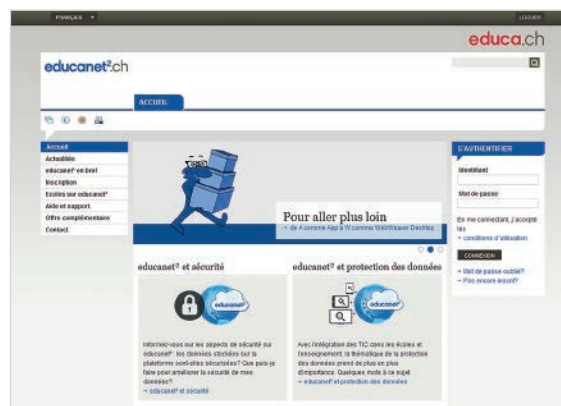 FRANÇAIS
LOGUER
educa.ch
educanet².ch
ACCUEIL
Accueil
Actualités
educanet² en bref
Inscription
Ecoles sur educanet²
Aide et support
Offre complémentaire
Contact
Pour aller plus loin
→ de A comme App à W comme WebWeaver Desktop
S'AUTHENTIFIER
Identifiant
Mot de passe
En me connectant, j'accepte
les
→ conditions d'utilisation
CONNEXION
→ Mot de passe oublié?
→ Pas encore inscrit?
educanet² et sécurité
educanet²
Informez-vous sur les aspects de sécurité sur
educanet²: les données stockées sur la
plateforme sont-elles sécurisées? Que puis-je
faire pour améliorer la sécurité de mes
données?
→ educanet² et sécurité
educanet² et protection des données
educanet²
Avec l'intégration des TIC dans les écoles et
l'enseignement, la thématique de la protection
des données prend de plus en plus
d'importance. Quelques mots à ce sujet
→ educanet² et protection des données